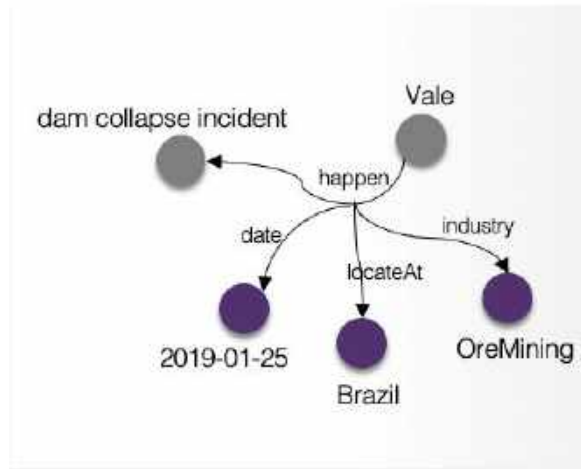 Vale
dam collapse incident
happen
date
industry
locateAt
2019-01-25
OreMining
Brazil